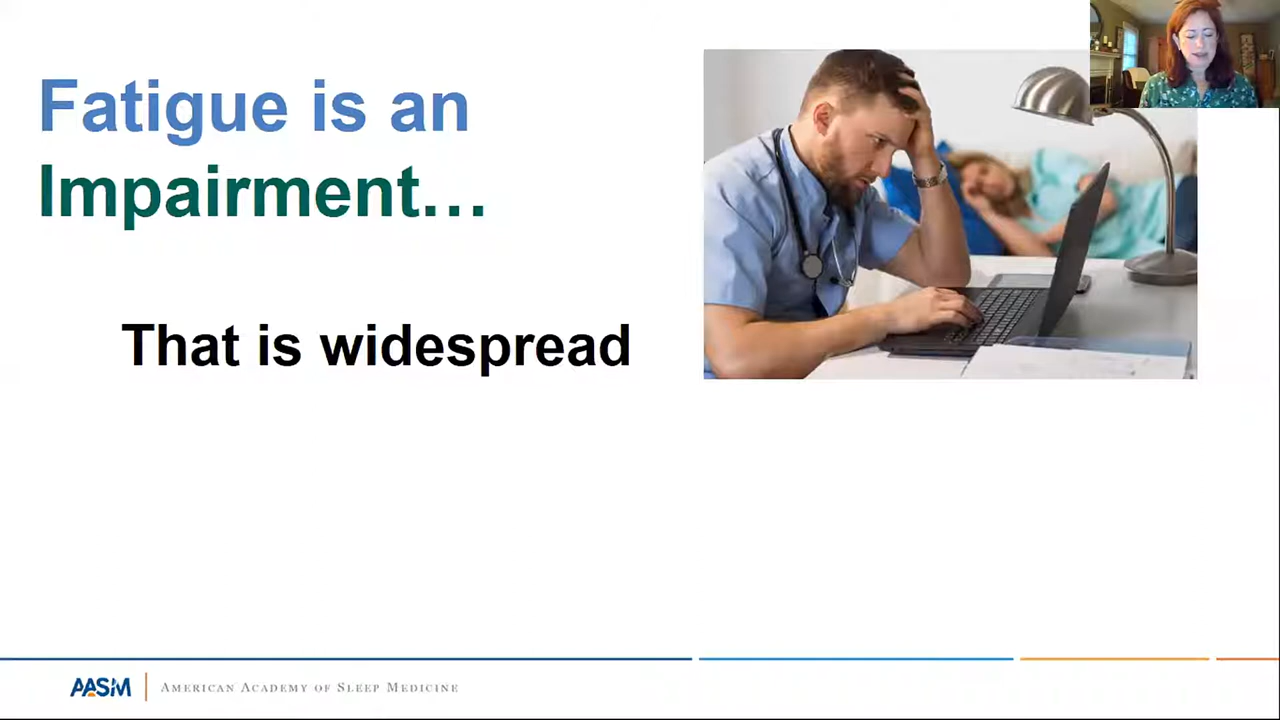 Fatigue is an
Impairment…
That is widespread
AASM
American Academy of Sleep Medicine